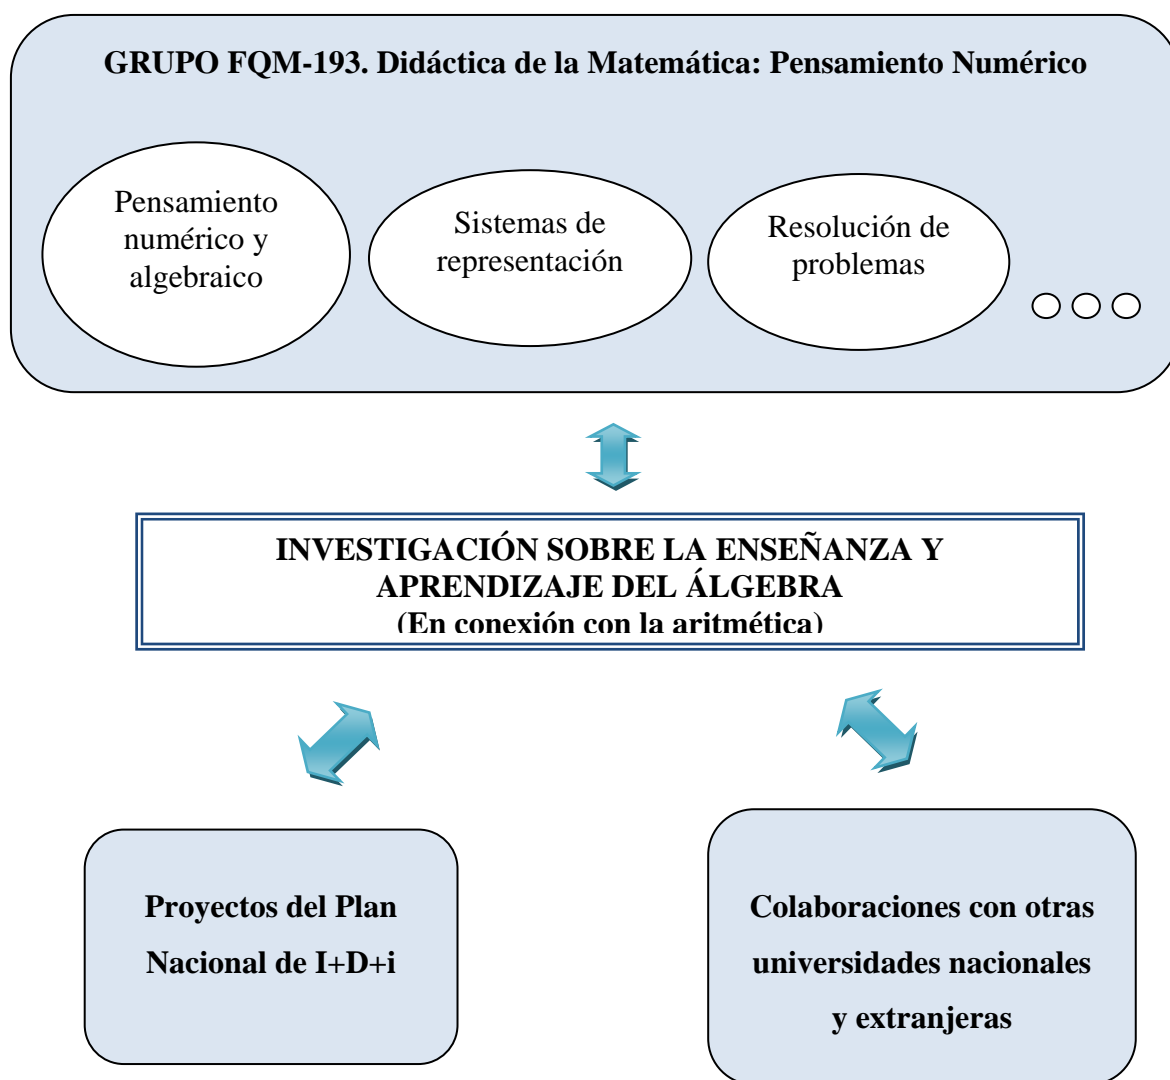 GRUPO FQM-193. Didáctica de la Matemática: Pensamiento Numérico
Pensamiento
numérico y
algebraico
Sistemas de
representación
Resolución de
problemas
INVESTIGACIÓN SOBRE LA ENSEÑANZA Y
APRENDIZAJE DEL ÁLGEBRA
(En conexión con la aritmética)
Proyectos del Plan
Nacional de I+D+i
Colaboraciones con otras
universidades nacionales
y extranjeras